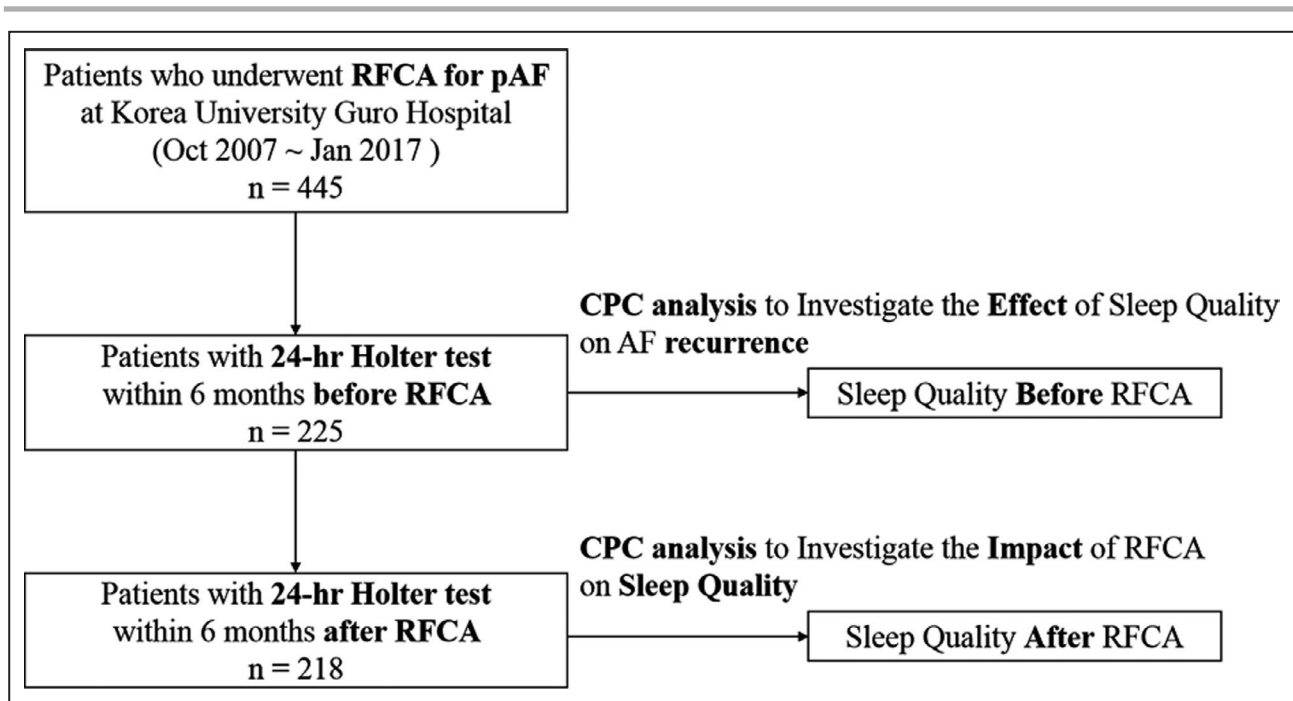 Patients who underwent RFCA for pAF
at Korea University Guro Hospital
(Oct 2007 ~ Jan 2017 )
n = 445
CPC analysis to Investigate the Effect of Sleep Quality
on AF recurrence
Patients with 24-hr Holter test
within 6 months before RFCA
n = 225
Sleep Quality Before RFCA
CPC analysis to Investigate the Impact of RFCA
on Sleep Quality
Patients with 24-hr Holter test
within 6 months after RFCA
n = 218
Sleep Quality After RFCA